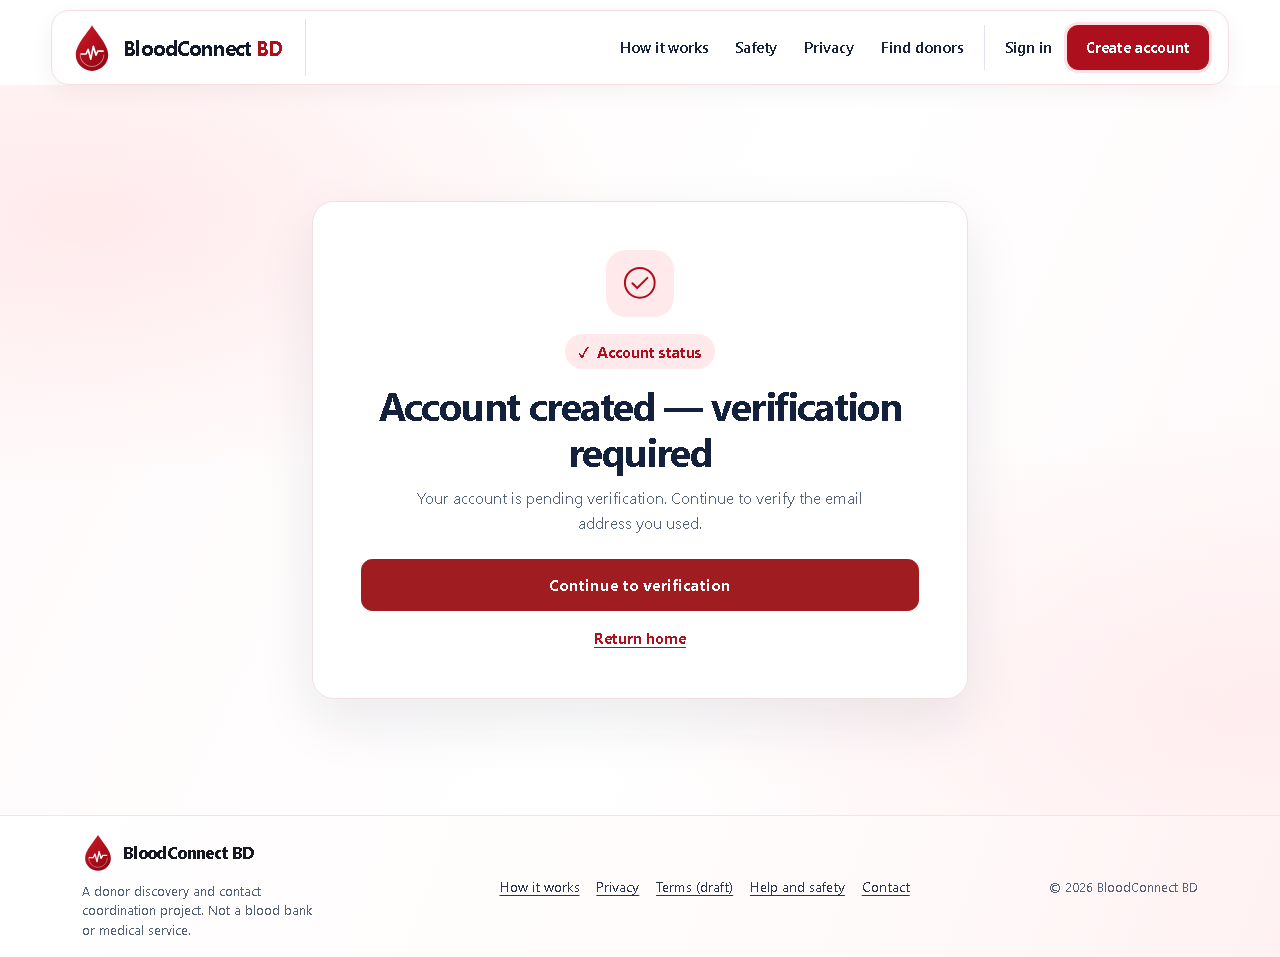 BloodConnect BD
How it works
Safety
Privacy
Find donors
Sign in
Create account
✓ Account status
Account created — verification
required
Your account is pending verification. Continue to verify the email
address you used.
Continue to verification
Return home
BloodConnect BD
A donor discovery and contact
coordination project. Not a blood bank
or medical service.
How it works
Privacy
Terms (draft)
Help and safety
Contact
© 2026 BloodConnect BD